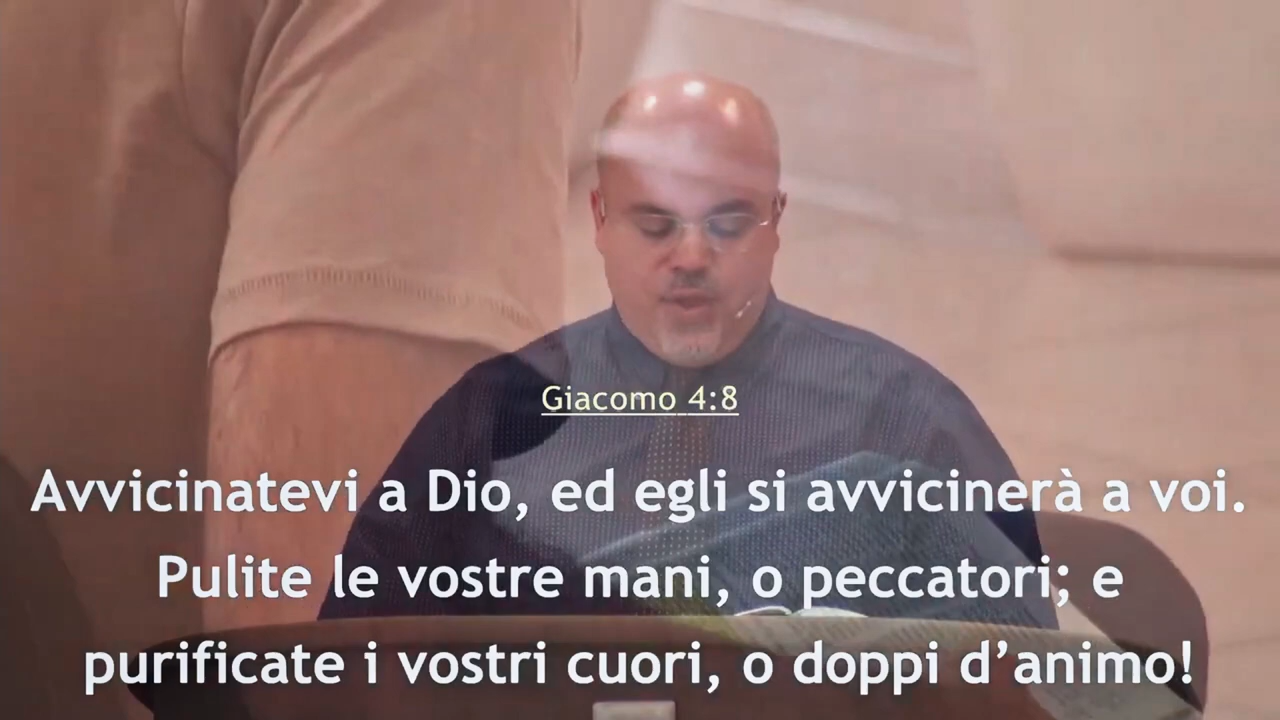 Giacomo 4:8
Avvicinatevi a Dio, ed egli si avvicinerà a voi.
Pulite le vostre mani, o peccatori; e
purificate i vostri cuori, o doppi d’animo!